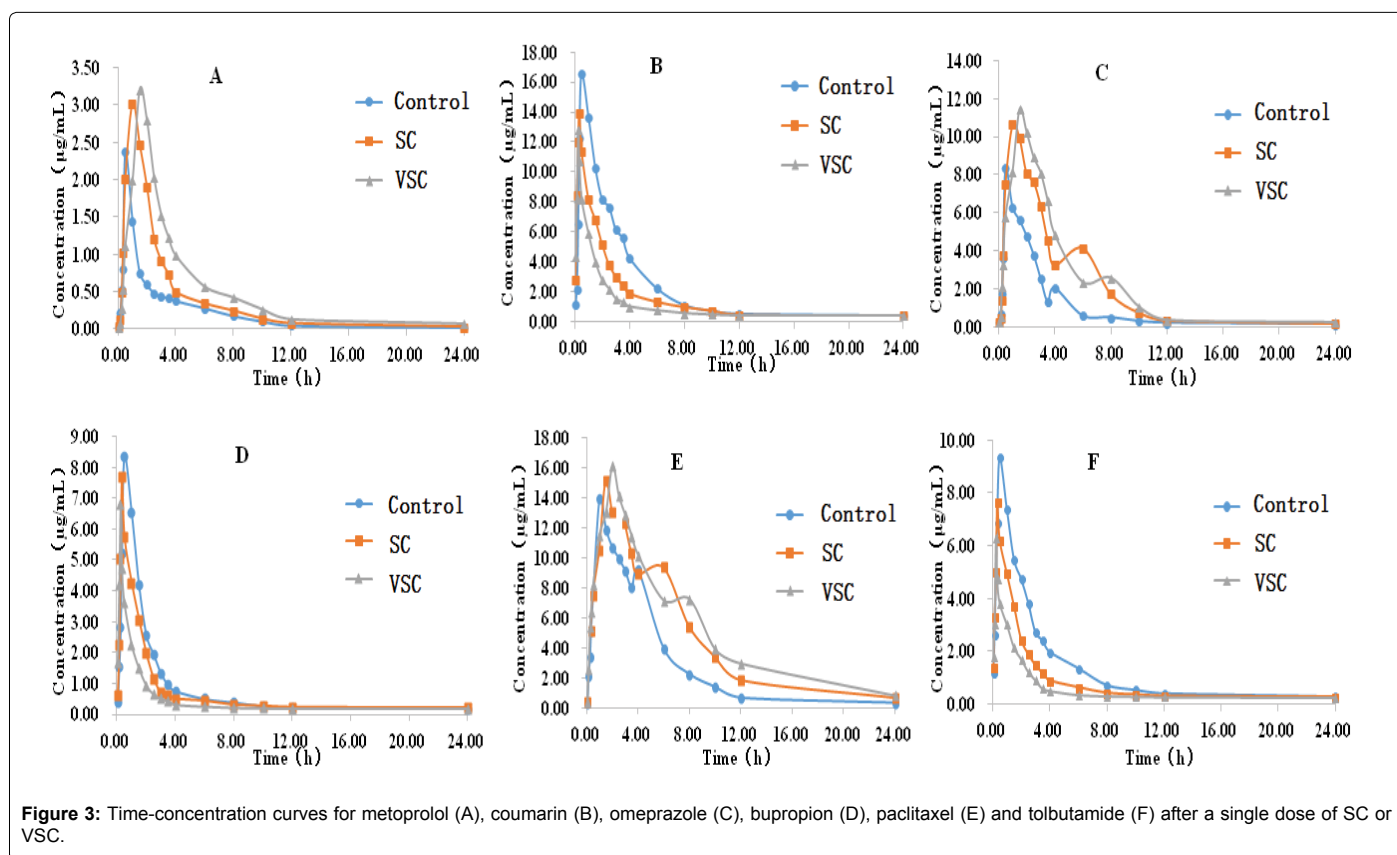 A
Concentration (μg/mL)
3.50
3.00
2.50
2.00
1.50
1.00
0.50
0.00
0.00 4.00 8.00 12.00 16.00 20.00 24.00
Time (h)
Control
SC
VSC
B
Concentration (μg/mL)
18.00
16.00
14.00
12.00
10.00
8.00
6.00
4.00
2.00
0.00
0.00 4.00 8.00 12.00 16.00 20.00 24.00
Time (h)
Control
SC
VSC
C
Concentration (μg/mL)
14.00
12.00
10.00
8.00
6.00
4.00
2.00
0.00
0.00 4.00 8.00 12.00 16.00 20.00 24.00
Time (h)
Control
SC
VSC
D
Concentration (μg/mL)
9.00
8.00
7.00
6.00
5.00
4.00
3.00
2.00
1.00
0.00
0.00 4.00 8.00 12.00 16.00 20.00 24.00
Time (h)
Control
SC
VSC
E
Concentration (μg/mL)
18.00
16.00
14.00
12.00
10.00
8.00
6.00
4.00
2.00
0.00
0.00 4.00 8.00 12.00 16.00 20.00 24.00
Time (h)
Control
SC
VSC
F
Concentration (μg/mL)
10.00
8.00
6.00
4.00
2.00
0.00
0.00 4.00 8.00 12.00 16.00 20.00 24.00
Time (h)
Control
SC
VSC
Figure 3: Time-concentration curves for metoprolol (A), coumarin (B), omeprazole (C), bupropion (D), paclitaxel (E) and tolbutamide (F) after a single dose of SC or
VSC.